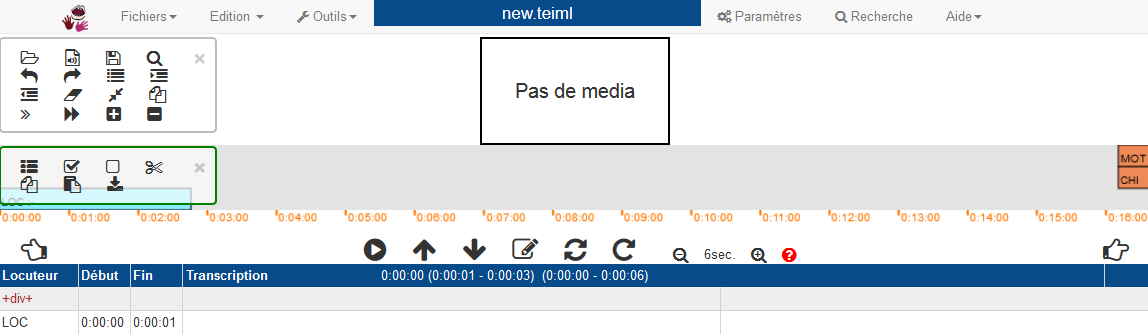 Fichiers Edition Outils new.teiml Paramètres Recherche Aide
Pas de media
MOT
CHI
LOC
0:00:00 0:01:00 0:02:00 0:03:00 0:04:00 0:05:00 0:06:00 0:07:00 0:08:00 0:09:00 0:10:00 0:11:00 0:12:00 0:13:00 0:14:00 0:15:00 0:16:00
6sec.
Locuteur Début Fin Transcription 0:00:00 (0:00:01 - 0:00:03) (0:00:00 - 0:00:06)
+div+
LOC 0:00:00 0:00:01